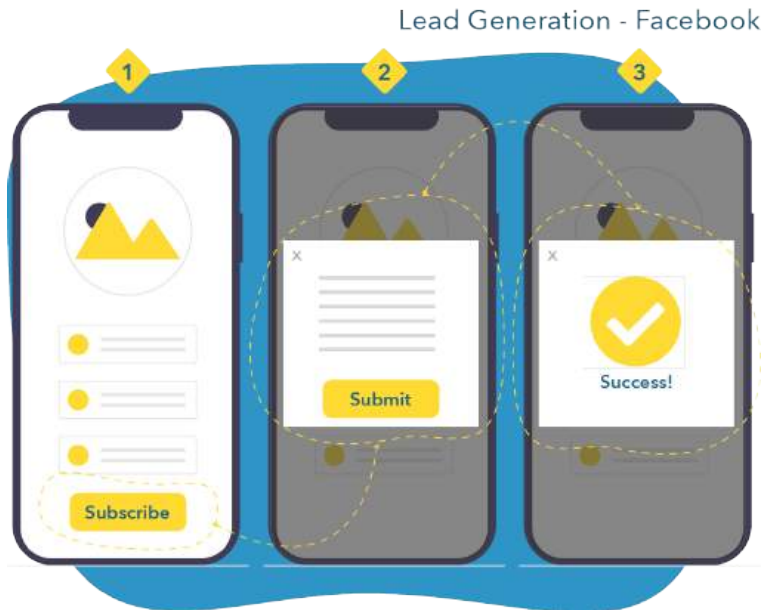 Lead Generation - Facebook
1
2
3
X
X
Submit
Success!
Subscribe